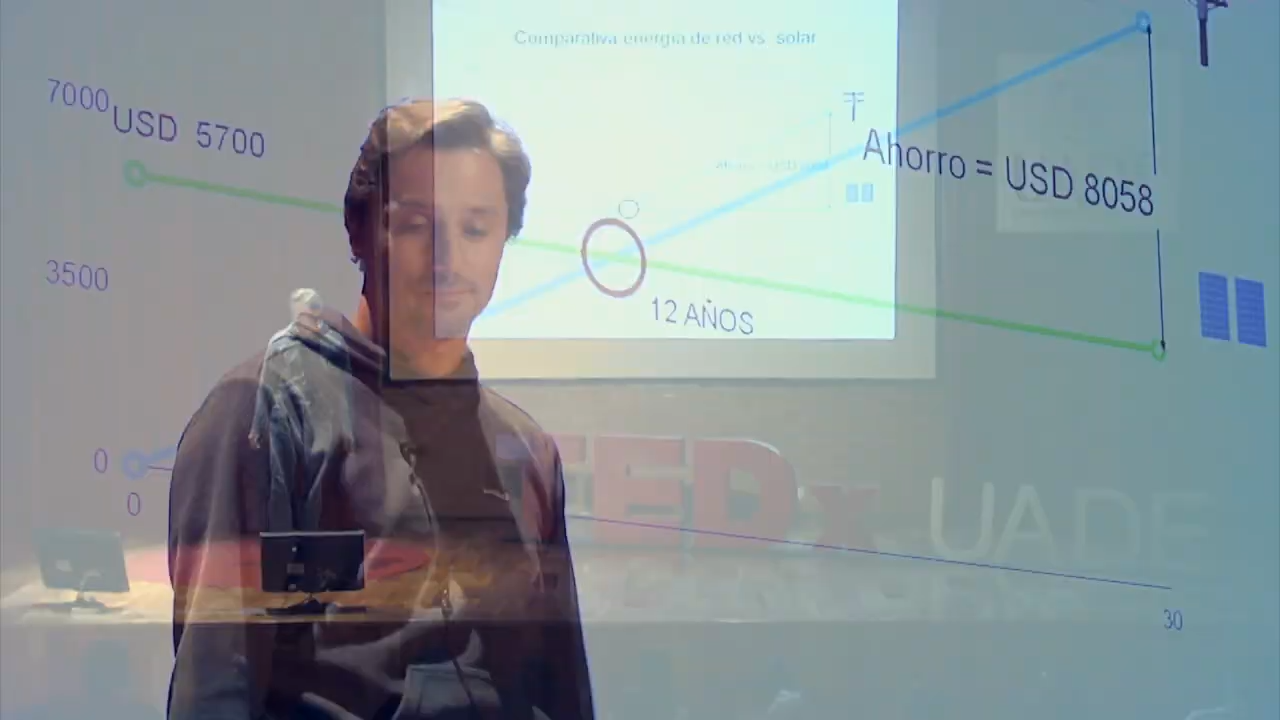 Comparativa energía de red vs. solar
7000
USD 5700
Ahorro = USD 8058
3500
12 AÑOS
0
0
30
TEDx UADE